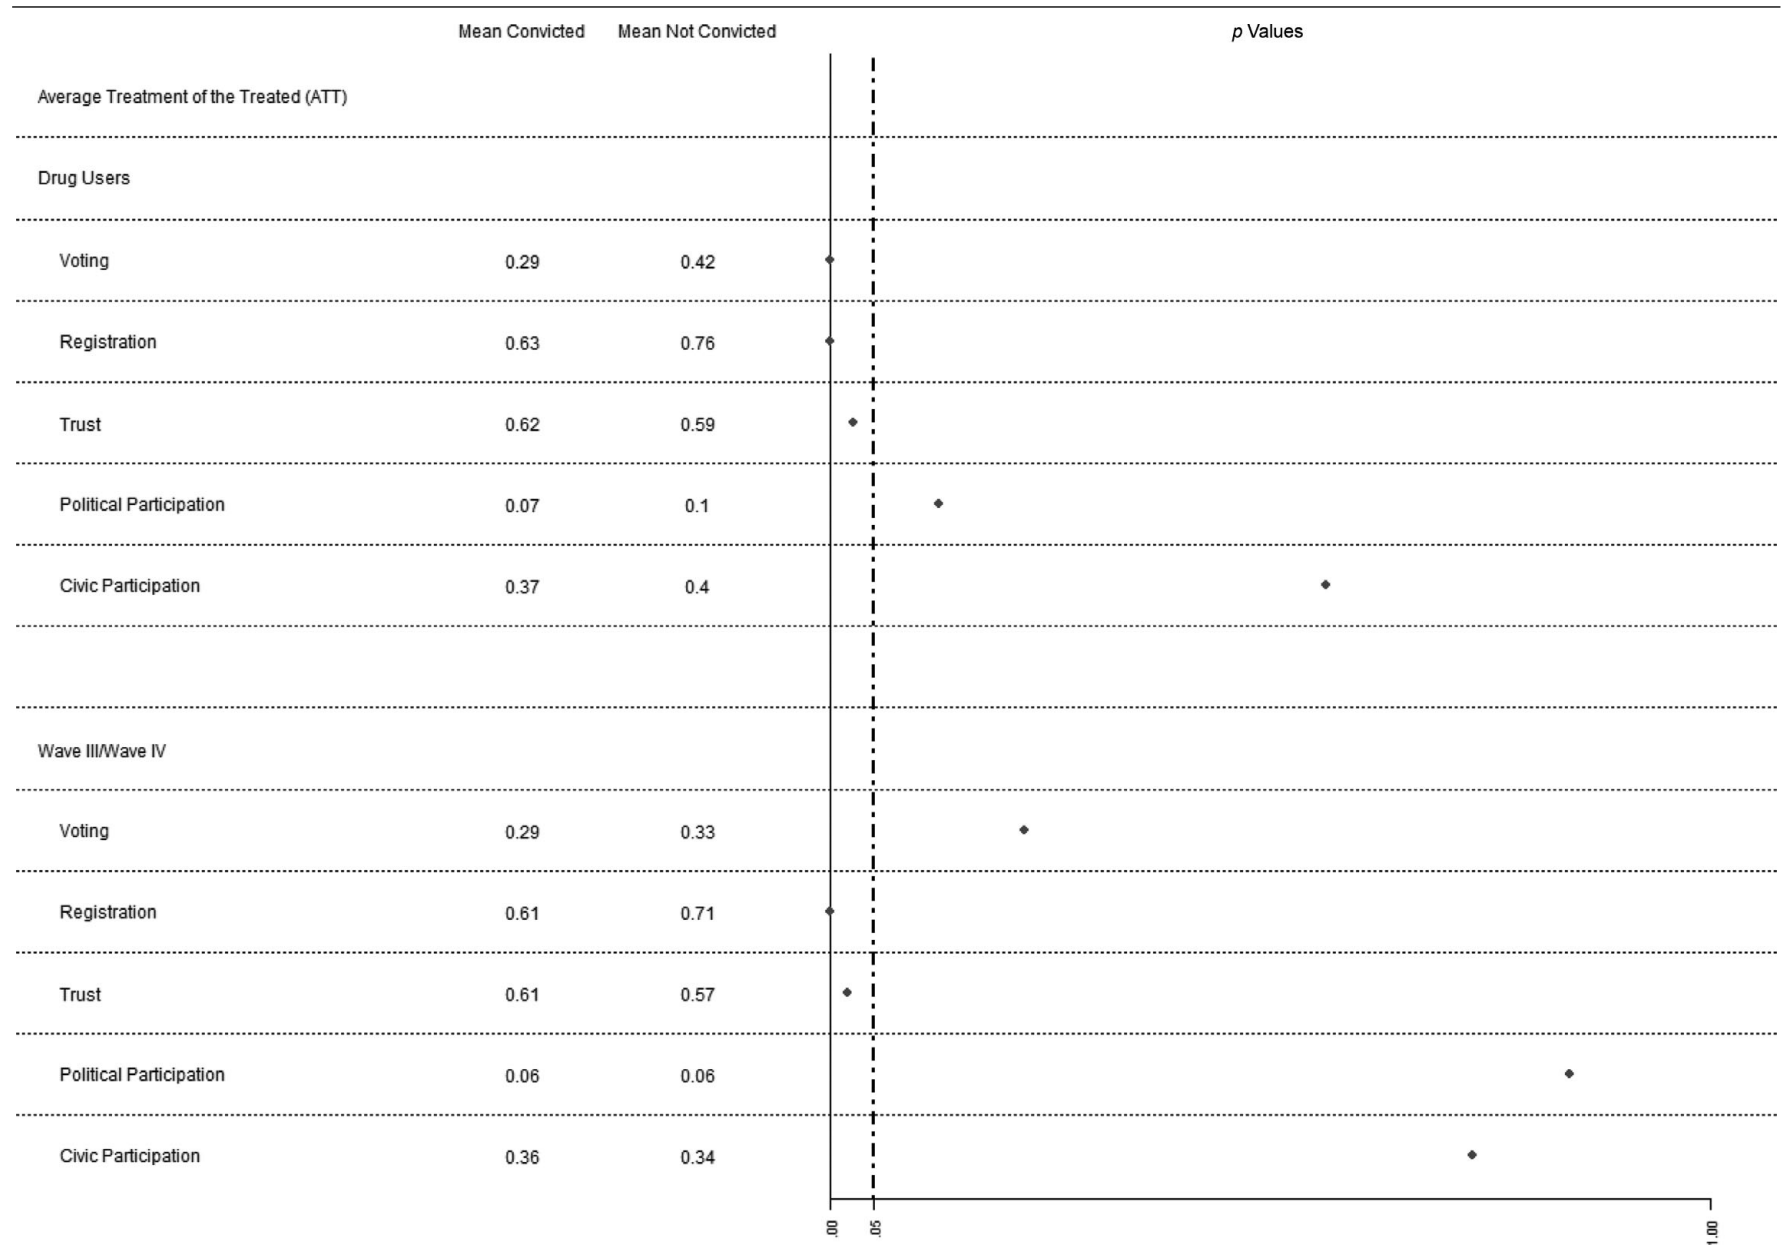 Mean Convicted Mean Not Convicted p Values
Average Treatment of the Treated (ATT)
Drug Users
Voting 0.29 0.42
Registration 0.63 0.76
Trust 0.62 0.59
Political Participation 0.07 0.1
Civic Participation 0.37 0.4
Wave III/Wave IV
Voting 0.29 0.33
Registration 0.61 0.71
Trust 0.61 0.57
Political Participation 0.06 0.06
Civic Participation 0.36 0.34
.00 .05 1.00